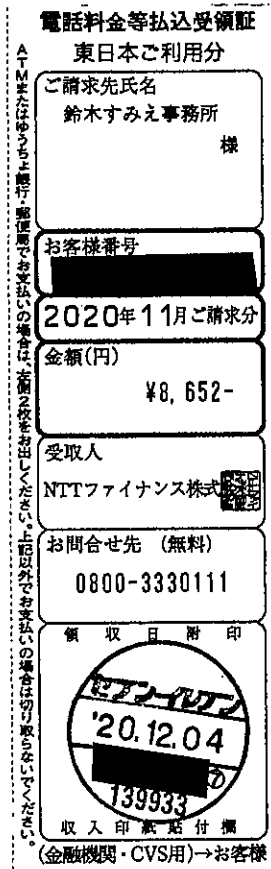 電話料金等払込受領証
東日本ご利用分
ご請求先氏名
鈴木すみえ事務所
様
お客様番号
2020年11月ご請求分
金額(円)
¥8,652-
受取人
NTTファイナンス株式
お問合せ先 (無料)
0800-3330111
領収日附印
セブン-イレブン
'20.12.04
139933
収入印紙貼付欄
(金融機関・CVS用)→お客様
ATMまたはゆうちょ銀行・郵便局でお支払いの場合は、左側2枚をお出しください。上記以外でお支払いの場合は切り取らないでください。